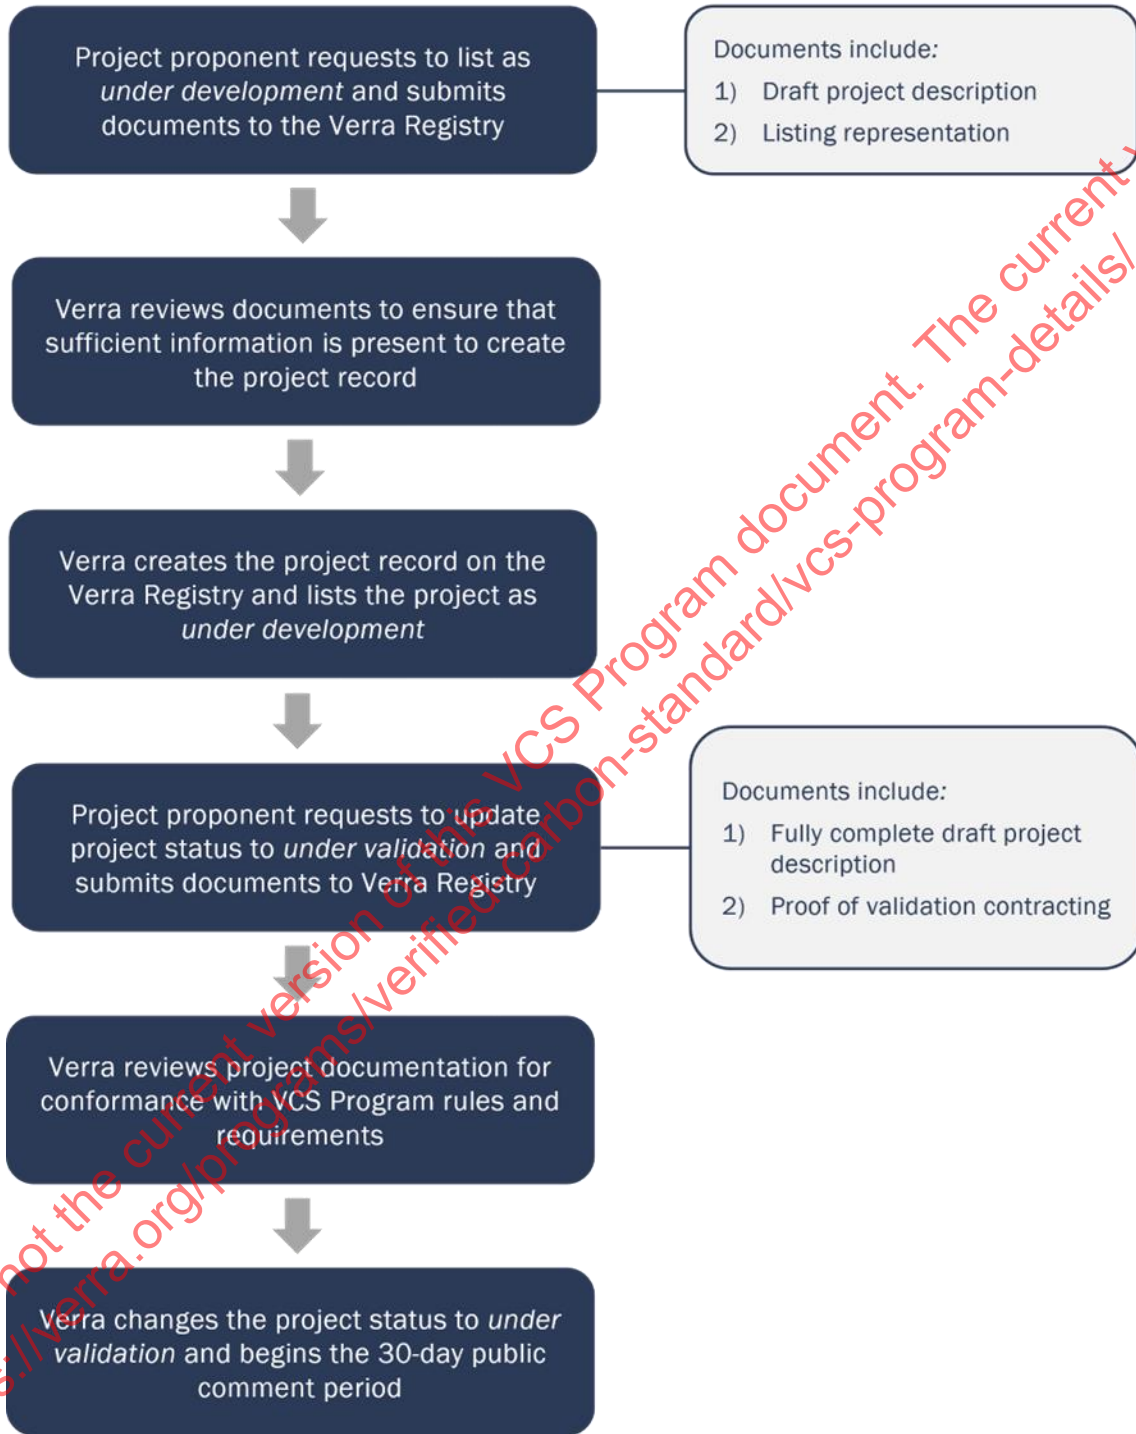 Project proponent requests to list as
under development and submits
documents to the Verra Registry
Documents include:
1) Draft project description
2) Listing representation
Verra reviews documents to ensure that
sufficient information is present to create
the project record
Verra creates the project record on the
Verra Registry and lists the project as
under development
Project proponent requests to update
project status to under validation and
submits documents to Verra Registry
Documents include:
1) Fully complete draft project
description
2) Proof of validation contracting
Verra reviews project documentation for
conformance with VCS Program rules and
requirements
Verra changes the project status to under
validation and begins the 30-day public
comment period
not the current version of this VCS Program document. The current
s://verra.org/programs/verified-carbon-standard/vcs-program-details/